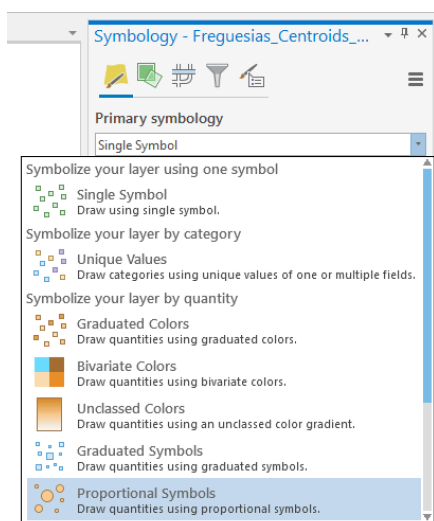 Symbology - Freguesias_Centroids_...
Primary symbology
Single Symbol
Symbolize your layer using one symbol
Single Symbol
Draw using single symbol.
Symbolize your layer by category
Unique Values
Draw categories using unique values of one or multiple fields.
Symbolize your layer by quantity
Graduated Colors
Draw quantities using graduated colors.
Bivariate Colors
Draw quantities using bivariate colors.
Unclassed Colors
Draw quantities using an unclassed color gradient.
Graduated Symbols
Draw quantities using graduated symbols.
Proportional Symbols
Draw quantities using proportional symbols.